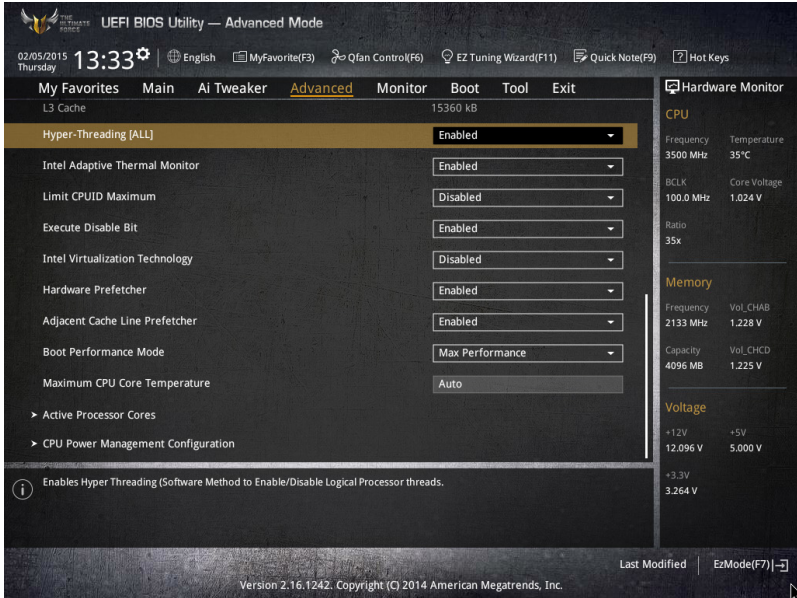 THE
ULTIMATE
FORCE
UEFI BIOS Utility — Advanced Mode
02/05/2015
Thursday
13:33
English
MyFavorite(F3)
Qfan Control(F6)
EZ Tuning Wizard(F11)
Quick Note(F9)
? Hot Keys
My Favorites Main Ai Tweaker Advanced Monitor Boot Tool Exit
L3 Cache 15360 kB
Hyper-Threading [ALL] Enabled
Intel Adaptive Thermal Monitor Enabled
Limit CPUID Maximum Disabled
Execute Disable Bit Enabled
Intel Virtualization Technology Disabled
Hardware Prefetcher Enabled
Adjacent Cache Line Prefetcher Enabled
Boot Performance Mode Max Performance
Maximum CPU Core Temperature Auto
> Active Processor Cores
> CPU Power Management Configuration
i
Enables Hyper Threading (Software Method to Enable/Disable Logical Processor threads.
Hardware Monitor
CPU
Frequency Temperature
3500 MHz 35°C
BCLK Core Voltage
100.0 MHz 1.024 V
Ratio
35x
Memory
Frequency Vol_CHAB
2133 MHz 1.228 V
Capacity Vol_CHCD
4096 MB 1.225 V
Voltage
+12V +5V
12.096 V 5.000 V
+3.3V
3.264 V
Last Modified EzMode(F7)
Version 2.16.1242. Copyright (C) 2014 American Megatrends, Inc.